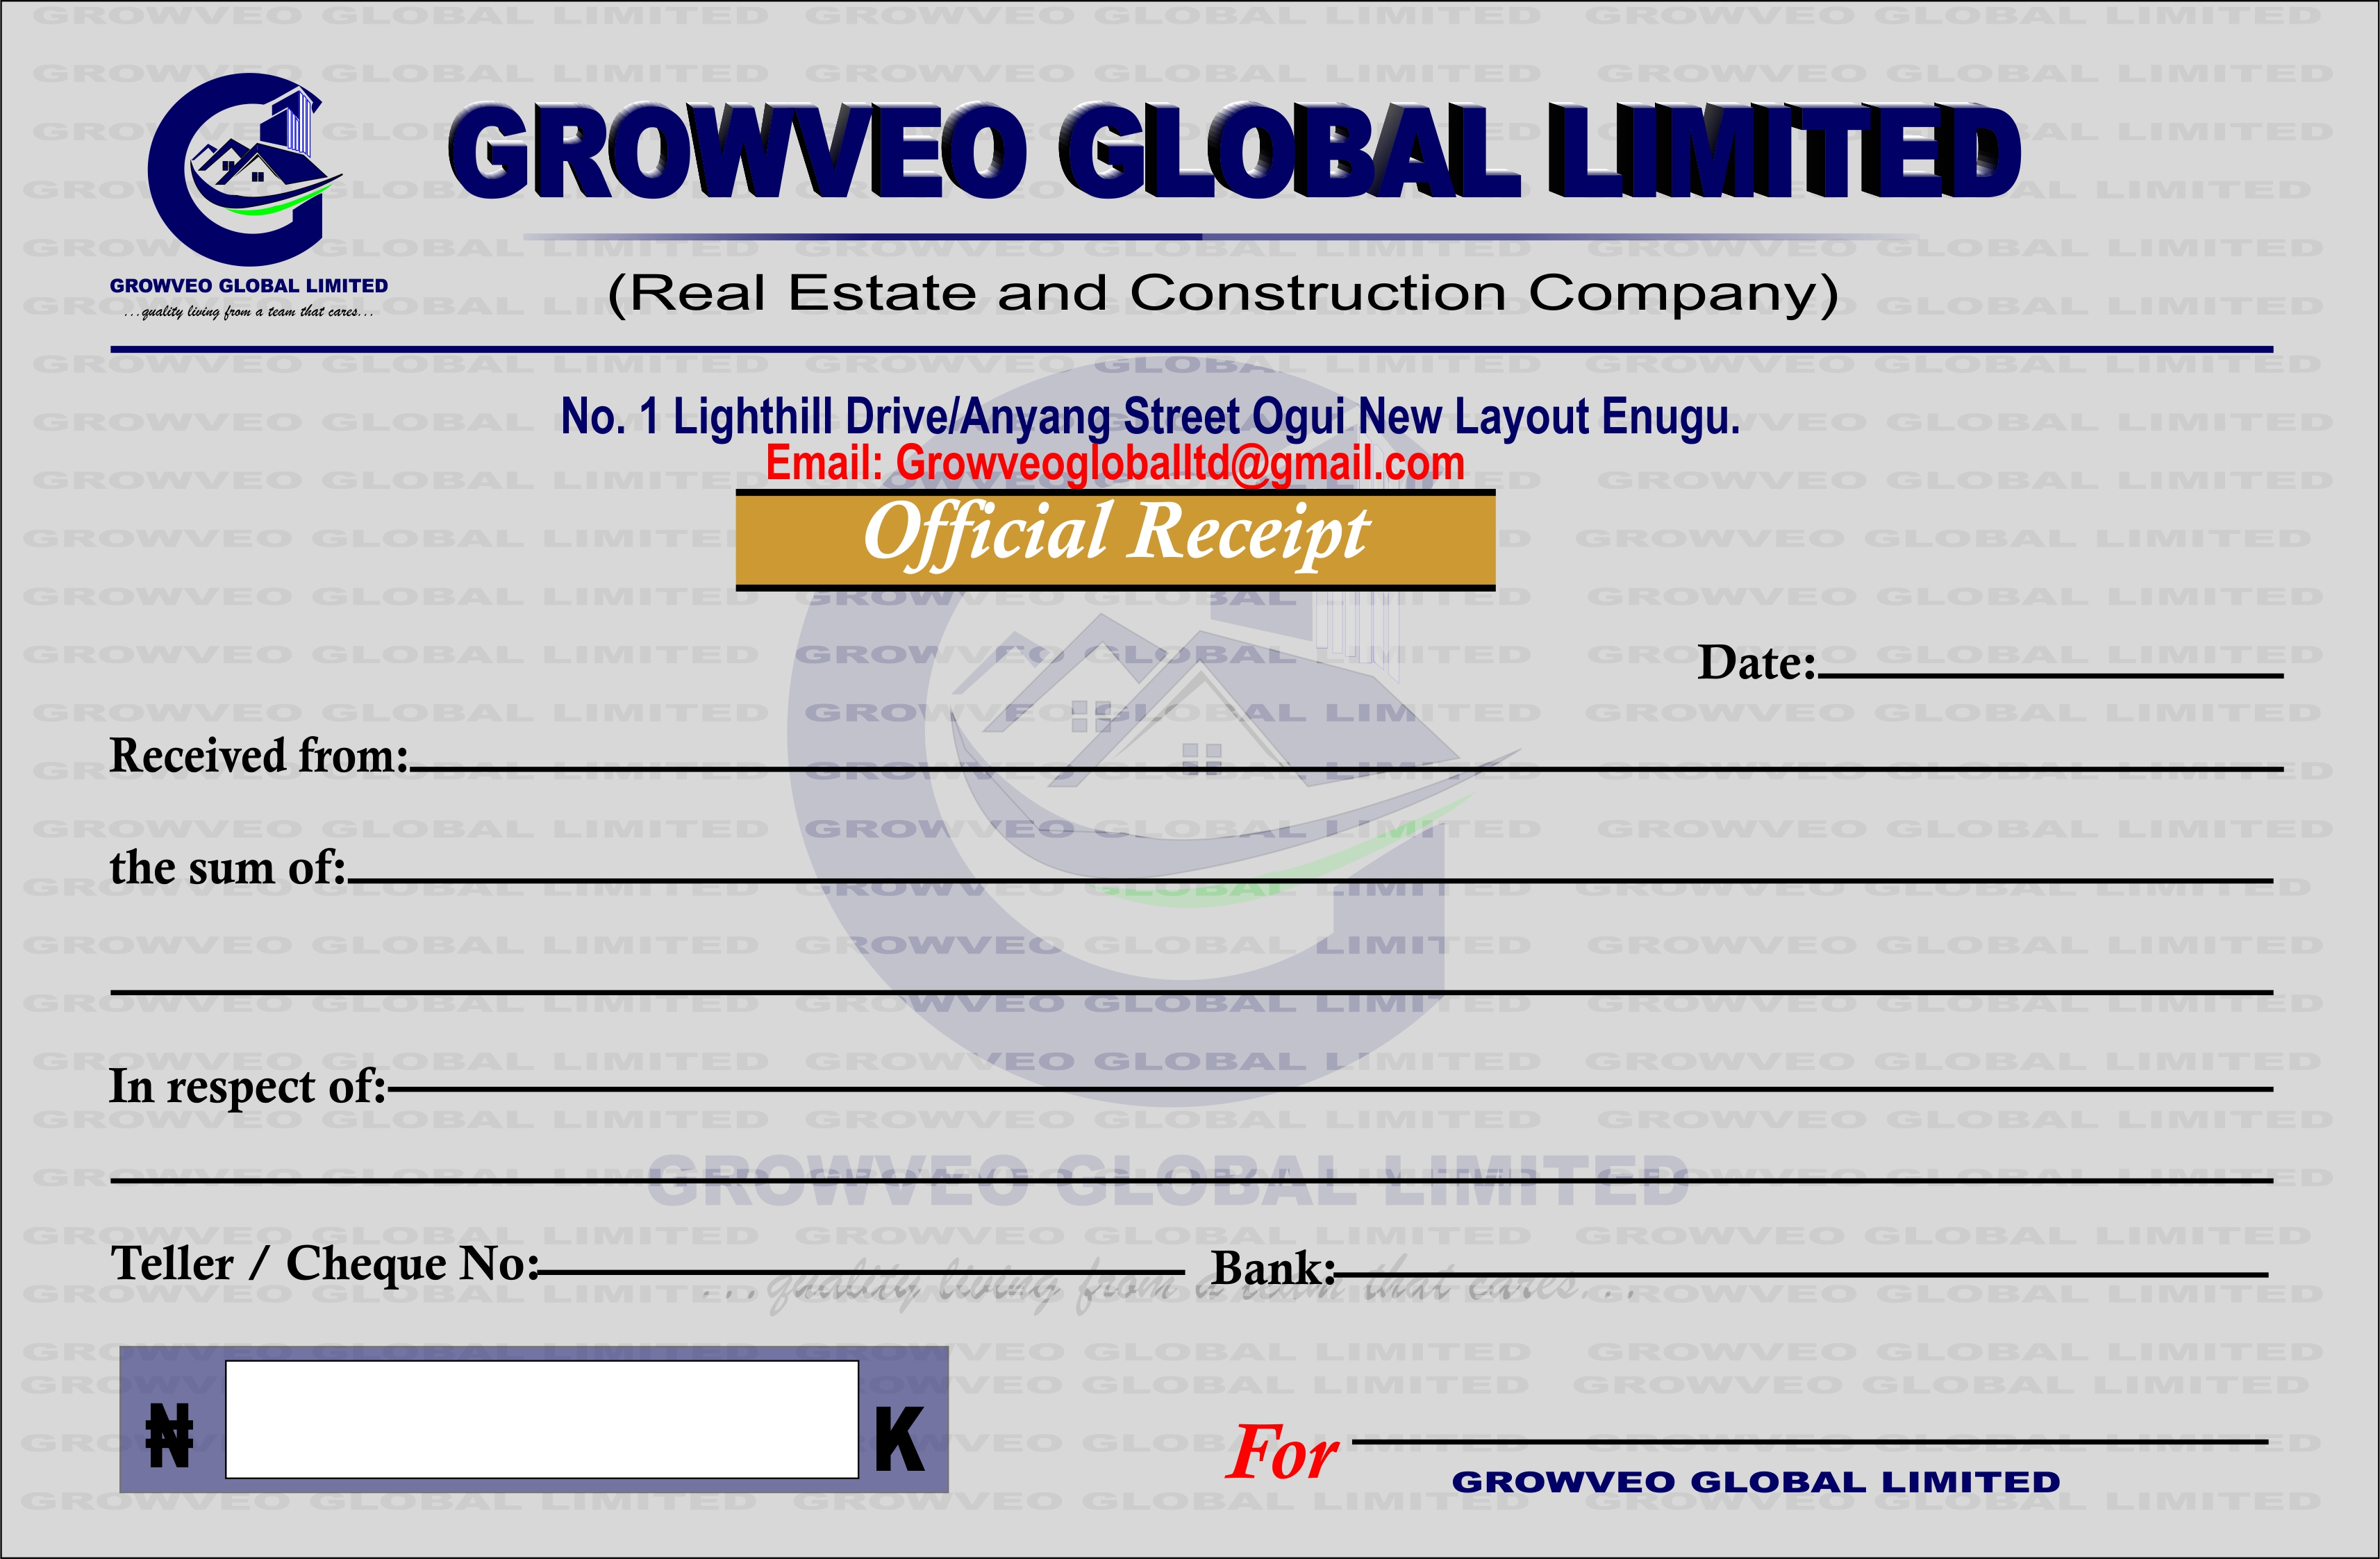 GROWVEO GLOBAL LIMITED
GROWVEO GLOBAL LIMITED
...quality living from a team that cares...
(Real Estate and Construction Company)
No. 1 Lighthill Drive/Anyang Street Ogui New Layout Enugu.
Email: Growveogloballtd@gmail.com
Official Receipt
Date:
Received from:
the sum of:
In respect of:
GROWVEO GLOBAL LIMITED
Teller / Cheque No: Bank:
...quality living from a team that cares...
₦ K
For
GROWVEO GLOBAL LIMITED